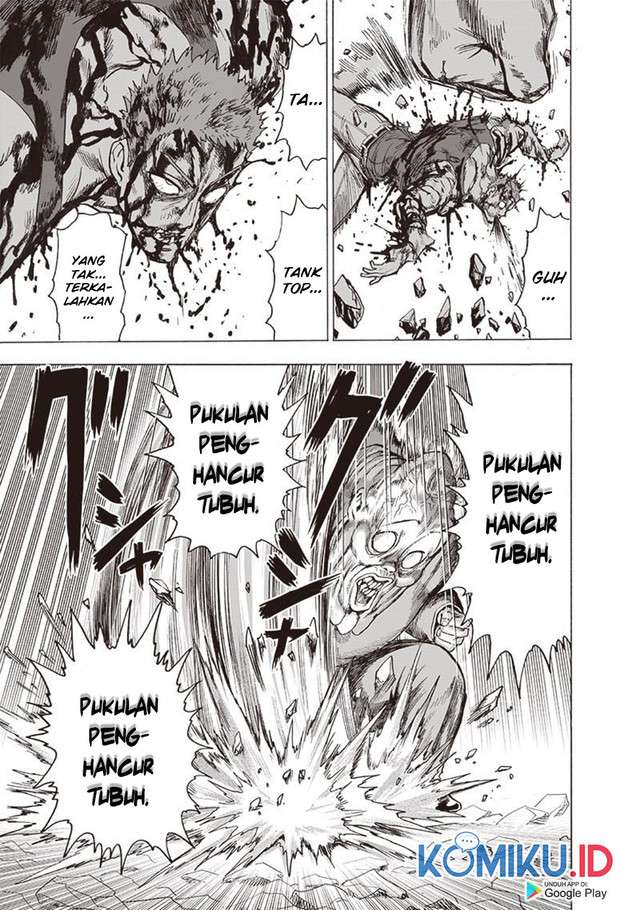 GUH
...
TA...
TANK
TOP...
YANG
TAK...
TERKA-
LAHKAN
...
PUKULAN
PENG-
HANCUR
TUBUH.
グシャ
PUKULAN
PENG-
HANCUR
TUBUH.
グシャ
PUKULAN
PENG-
HANCUR
TUBUH.
KOMIKU.ID
UNDUH APP DI:
Google Play